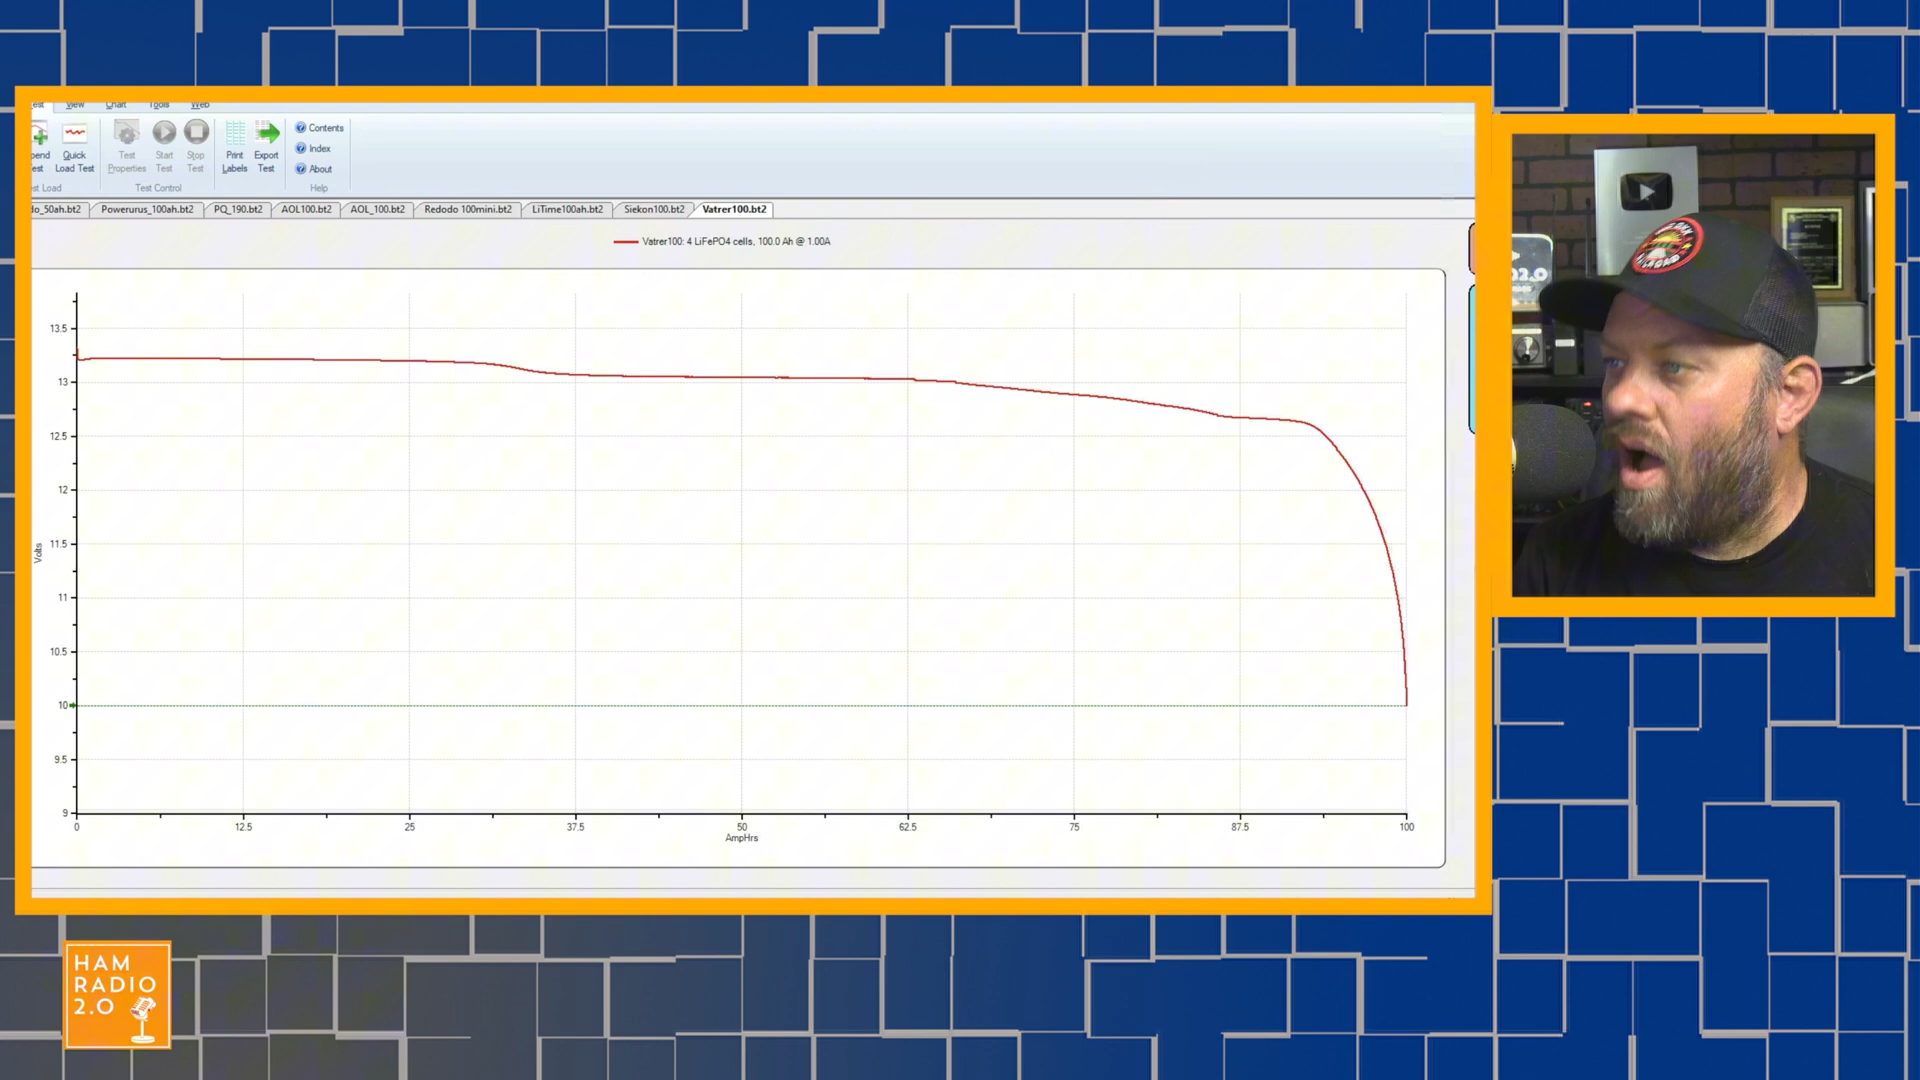 View Chart Tools Web
Quick
Load Test
Test
Properties
Start
Test
Stop
Test
Print
Labels
Export
Test
Contents
Index
About
Test Control
Help
do_50ah.bt2 Powerurus_100ah.bt2 PQ_190.bt2 AOL100.bt2 AOL_100.bt2 Redodo 100mini.bt2 LiTime100ah.bt2 Siekon100.bt2 Vatrer100.bt2
Vatrer100: 4 LiFePO4 cells, 100.0 Ah @ 1.00A
13.5
13
12.5
12
11.5
11
10.5
10
9.5
9
Volts
0 12.5 25 37.5 50 62.5 75 87.5 100
AmpHrs
HAM
RADIO
2.0